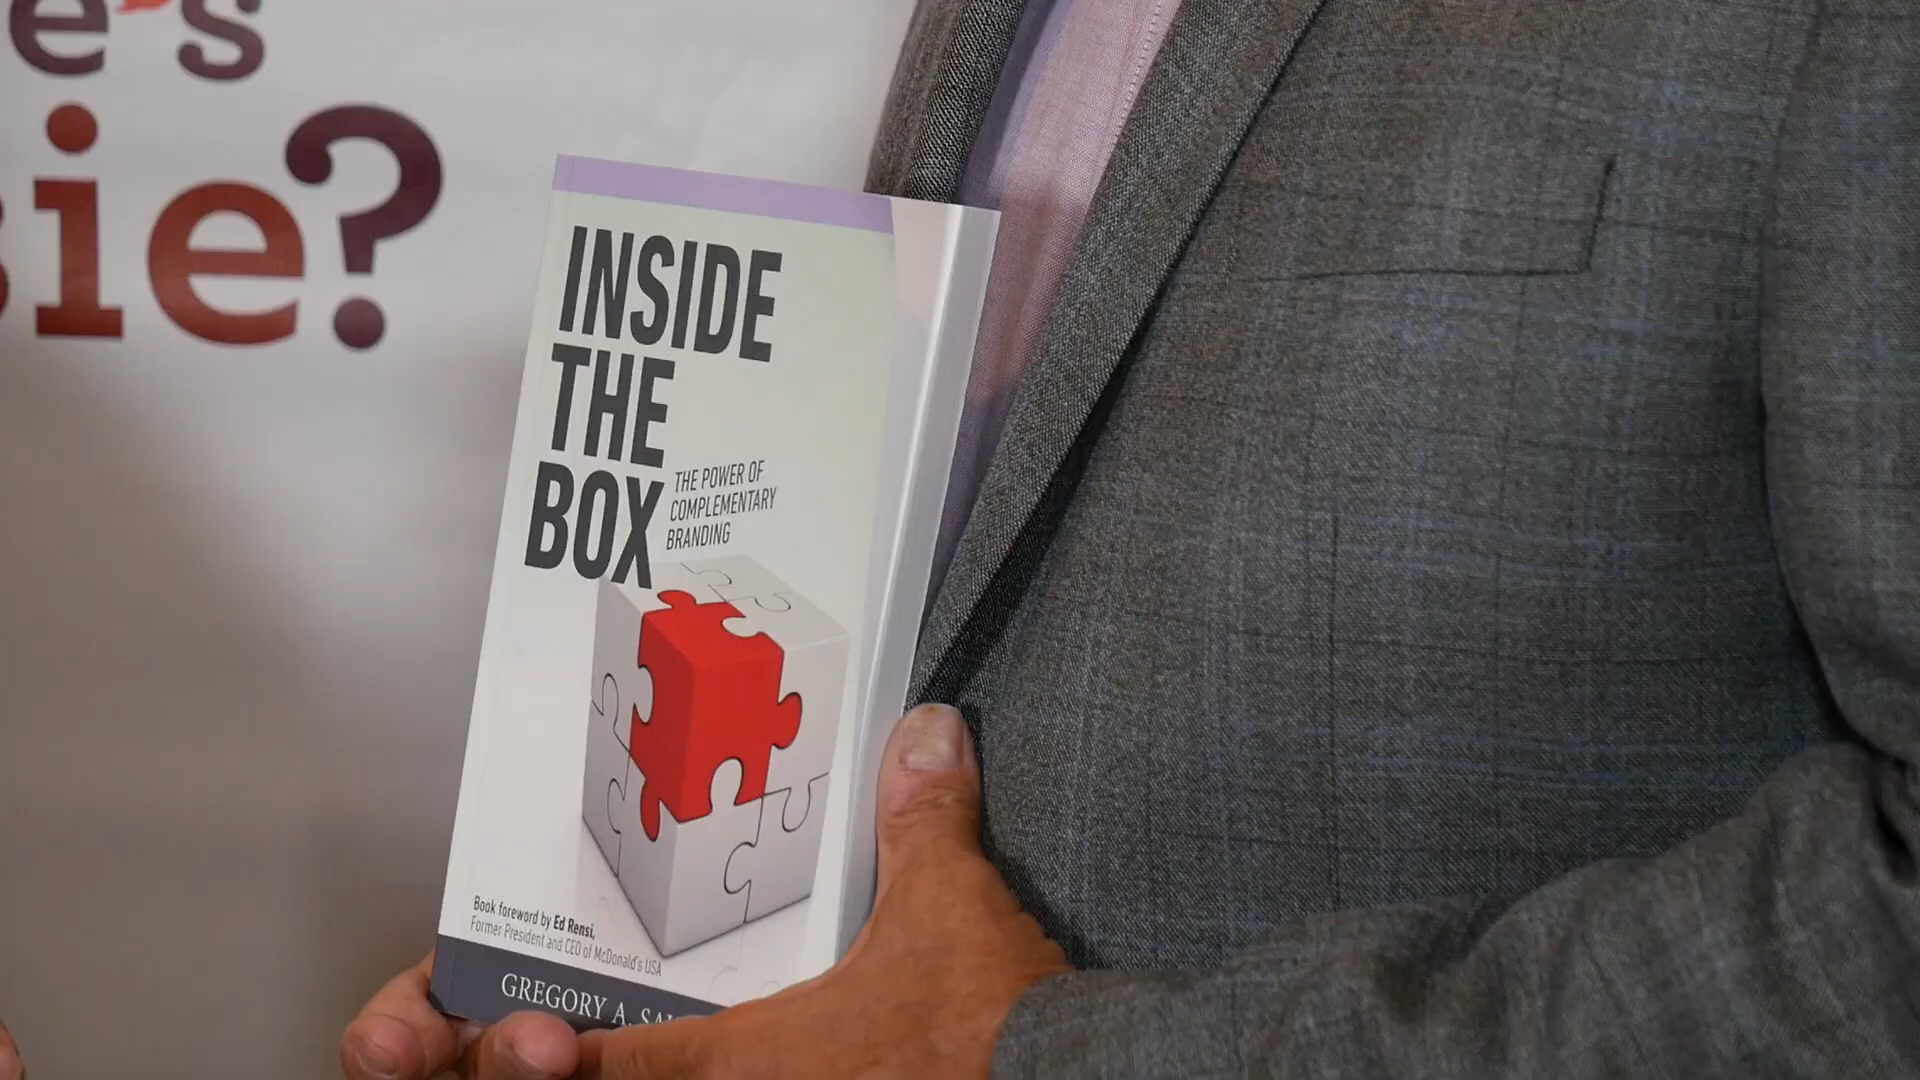 e's
ie?
INSIDE
THE
BOX
THE POWER OF
COMPLEMENTARY
BRANDING
Book foreword by Ed Rensi,
Former President and CEO of McDonald's USA
GREGORY A.